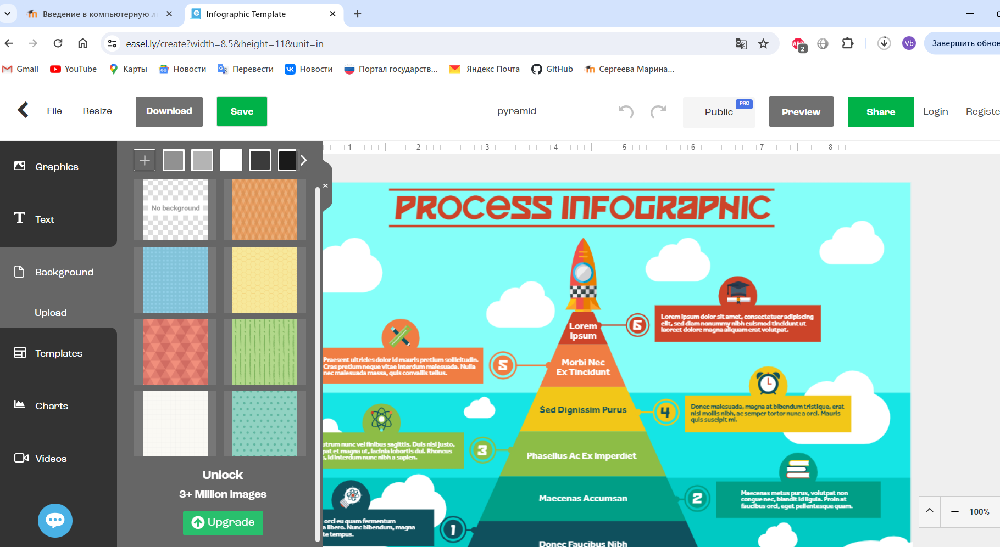 Введение в компьютерную л
Infographic Template
easel.ly/create?width=8.5&height=11&unit=in
2
Vb
Завершить обнов
Gmail
YouTube
Карты
Новости
Перевести
Новости
Портал государств...
Яндекс Почта
GitHub
Сергеева Марина...
File
Resize
Download
Save
pyramid
Public
PRO
Preview
Share
Login
Registe
1 2 3 4 5 6 7 8
Graphics
Text
Background
Upload
Templates
Charts
Videos
No background
Unlock
3+ Million images
Upgrade
PROCESS INFOGRAPHIC
Lorem
Ipsum
6
Lorem ipsum dolor sit amet, consectetuer adipiscing
elit, sed diam nonummy nibh euismod tincidunt ut
laoreet dolore magna aliquam erat volutpat.
Praesent ultricies dolor id mauris pretium sollicitudin.
Cras pretium neque vitae interdum malesuada. Nulla
nec malesuada massa, quis convallis tellus.
5
Morbi Nec
Ex Tincidunt
Sed Dignissim Purus
4
Donec malesuada, magna at bibendum tristique, erat
nisl mollis nibh, ac semper tortor nunc a orci. Mauris
quis suscipit mi.
utrum nunc vel finibus sagittis. Duis nisl justo,
pat et magna ut, lacinia lobortis dui. Rhoncus
, id interdum nunc nibh a sapien.
3
Phasellus Ac Ex Imperdiet
Maecenas Accumsan
2
Maecenas metus purus, volutpat non
congue nec, blandit id ligula. Proin at
faucibus orci, eget pellentesque quam.
orci eu quam fermentum
a libero. Nunc bibendum, magna
te tempus.
1
Donec Faucibus Nibh
100%